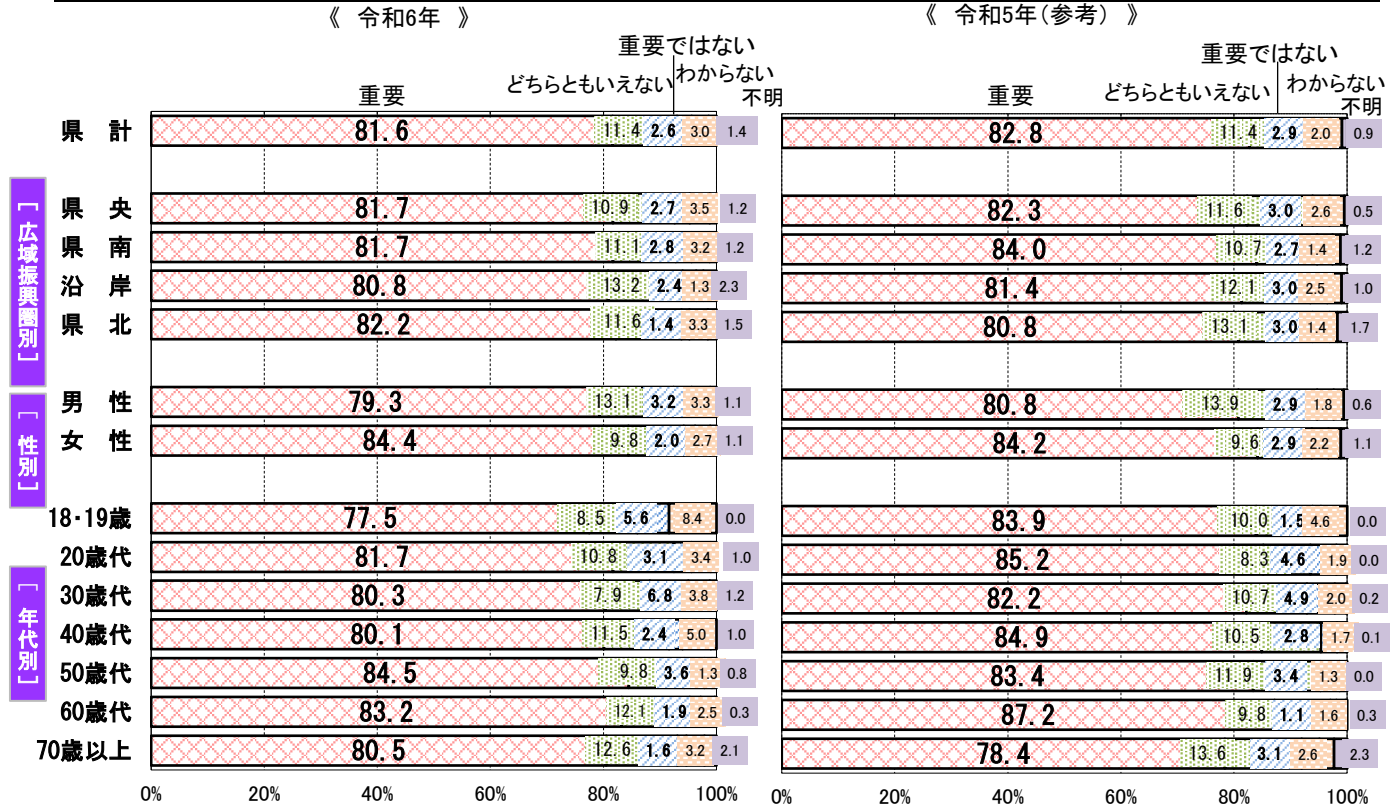 《 令和6年 》
《 令和5年(参考) 》
重要
どちらともいえない
重要ではない
わからない
不明
重要
どちらともいえない
重要ではない
わからない
不明
県 計 81.6 11.4 2.6 3.0 1.4 82.8 11.4 2.9 2.0 0.9
[広域振興圏別]
県 央 81.7 10.9 2.7 3.5 1.2 82.3 11.6 3.0 2.6 0.5
県 南 81.7 11.1 2.8 3.2 1.2 84.0 10.7 2.7 1.4 1.2
沿 岸 80.8 13.2 2.4 1.3 2.3 81.4 12.1 3.0 2.5 1.0
県 北 82.2 11.6 1.4 3.3 1.5 80.8 13.1 3.0 1.4 1.7
[性別]
男 性 79.3 13.1 3.2 3.3 1.1 80.8 13.9 2.9 1.8 0.6
女 性 84.4 9.8 2.0 2.7 1.1 84.2 9.6 2.9 2.2 1.1
[年代別]
18・19歳 77.5 8.5 5.6 8.4 0.0 83.9 10.0 1.5 4.6 0.0
20歳代 81.7 10.8 3.1 3.4 1.0 85.2 8.3 4.6 1.9 0.0
30歳代 80.3 7.9 6.8 3.8 1.2 82.2 10.7 4.9 2.0 0.2
40歳代 80.1 11.5 2.4 5.0 1.0 84.9 10.5 2.8 1.7 0.1
50歳代 84.5 9.8 3.6 1.3 0.8 83.4 11.9 3.4 1.3 0.0
60歳代 83.2 12.1 1.9 2.5 0.3 87.2 9.8 1.1 1.6 0.3
70歳以上 80.5 12.6 1.6 3.2 2.1 78.4 13.6 3.1 2.6 2.3
0% 20% 40% 60% 80% 100% 0% 20% 40% 60% 80% 100%